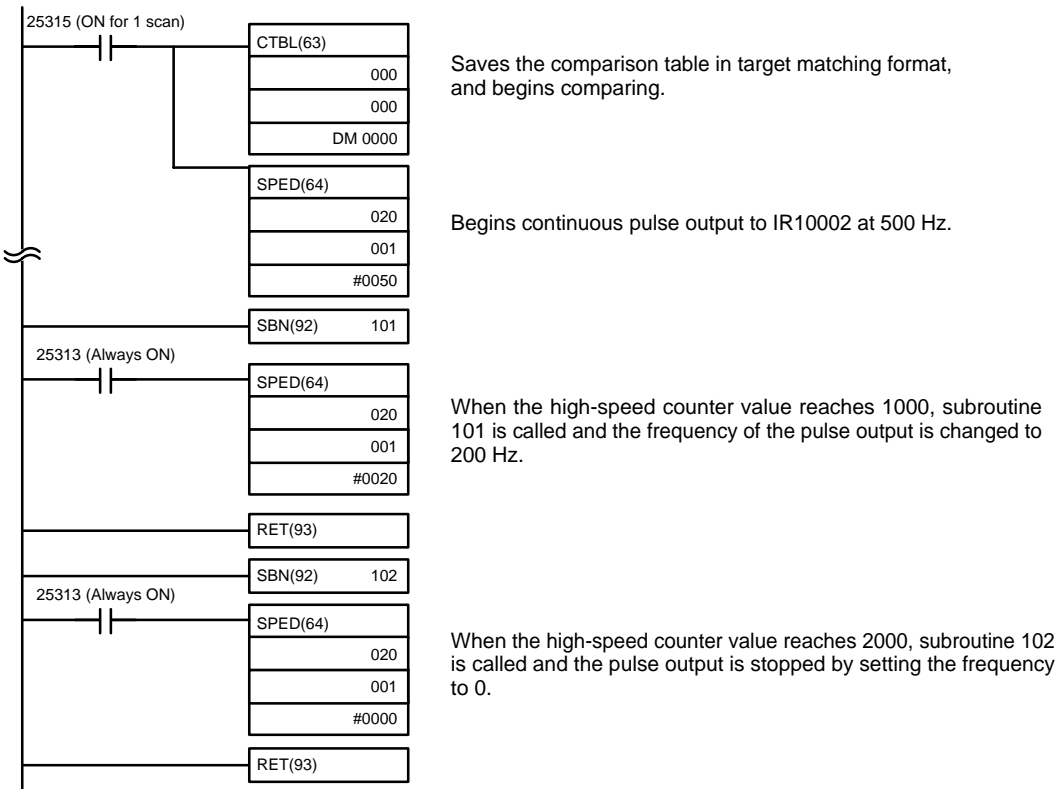 25315 (ON for 1 scan)
CTBL(63)
000
000
DM 0000
Saves the comparison table in target matching format,
and begins comparing.
SPED(64)
020
001
#0050
Begins continuous pulse output to IR10002 at 500 Hz.
SBN(92) 101
25313 (Always ON)
SPED(64)
020
001
#0020
When the high-speed counter value reaches 1000, subroutine
101 is called and the frequency of the pulse output is changed to
200 Hz.
RET(93)
SBN(92) 102
25313 (Always ON)
SPED(64)
020
001
#0000
When the high-speed counter value reaches 2000, subroutine 102
is called and the pulse output is stopped by setting the frequency
to 0.
RET(93)